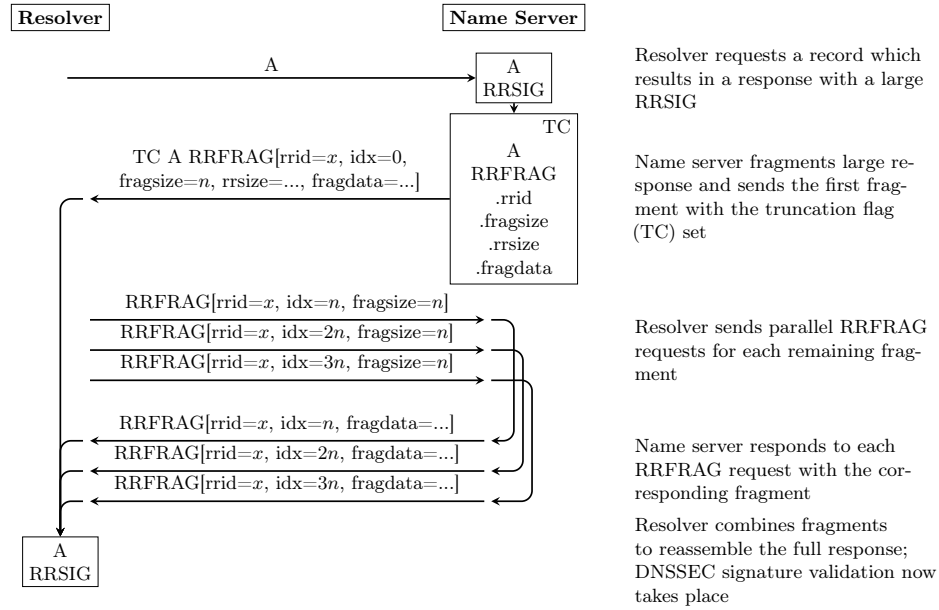 Resolver
Name Server
A
A
RRSIG
Resolver requests a record which
results in a response with a large
RRSIG
TC
A
RRFRAG
.rrid
.fragsize
.rrsize
.fragdata
TC A RRFRAG[rrid=x, idx=0,
fragsize=n, rrsize=..., fragdata=...]
Name server fragments large re-
sponse and sends the first frag-
ment with the truncation flag
(TC) set
RRFRAG[rrid=x, idx=n, fragsize=n]
RRFRAG[rrid=x, idx=2n, fragsize=n]
RRFRAG[rrid=x, idx=3n, fragsize=n]
Resolver sends parallel RRFRAG
requests for each remaining frag-
ment
RRFRAG[rrid=x, idx=n, fragdata=...]
RRFRAG[rrid=x, idx=2n, fragdata=...]
RRFRAG[rrid=x, idx=3n, fragdata=...]
Name server responds to each
RRFRAG request with the cor-
responding fragment
A
RRSIG
Resolver combines fragments
to reassemble the full response;
DNSSEC signature validation now
takes place